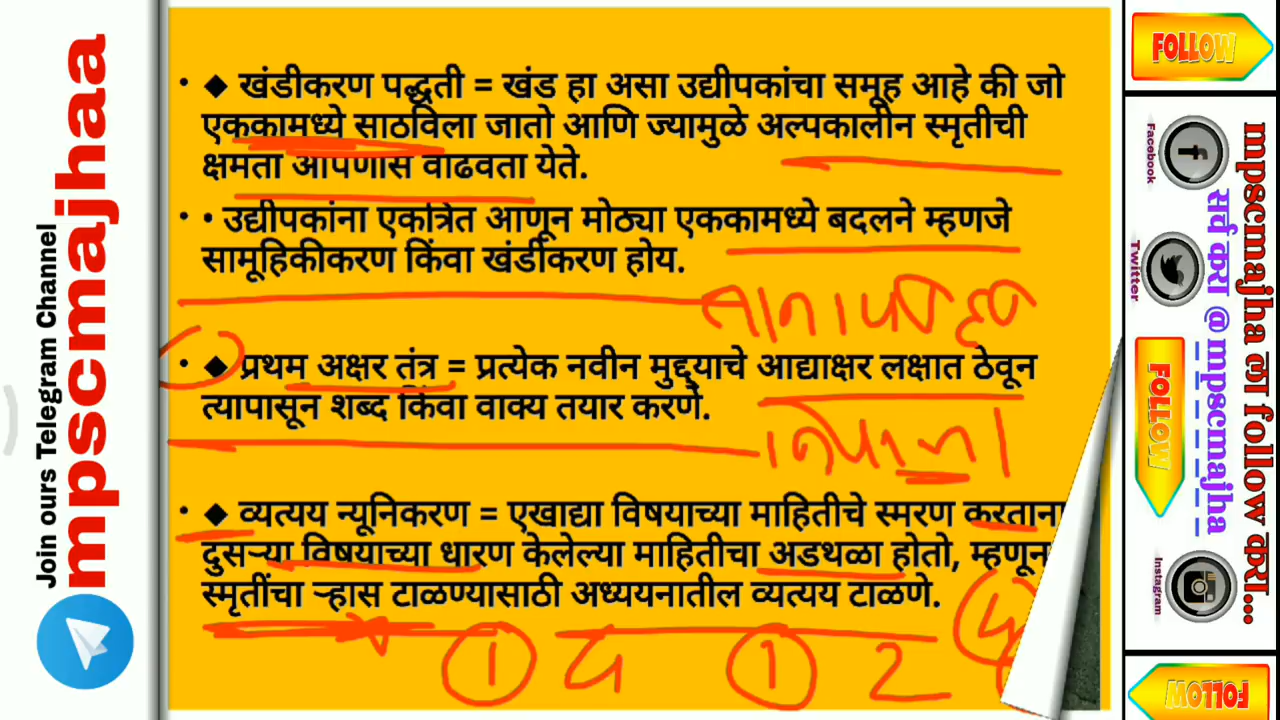 • ◆ खंडीकरण पद्धती = खंड हा असा उद्यीपकांचा समूह आहे की जो
एककामध्ये साठविला जातो आणि ज्यामुळे अल्पकालीन स्मृतीची
क्षमता आपणास वाढवता येते.
• • उद्यीपकांना एकत्रित आणून मोठ्या एककामध्ये बदलने म्हणजे
सामूहिकीकरण किंवा खंडीकरण होय.
• ◆ प्रथम अक्षर तंत्र = प्रत्येक नवीन मुद्द्याचे आद्याक्षर लक्षात ठेवून
त्यापासून शब्द किंवा वाक्य तयार करणे.
• ◆ व्यत्यय न्यूनिकरण = एखाद्या विषयाच्या माहितीचे स्मरण करताना
दुसऱ्या विषयाच्या धारण केलेल्या माहितीचा अडथळा होतो, म्हणून
स्मृतींचा ऱ्हास टाळण्यासाठी अध्ययनातील व्यत्यय टाळणे.
1 1 2
Join ours Telegram Channel
mpscmajhaa
FOLLOW
Facebook
Twitter
FOLLOW
Instagram
FOLLOW
सर्च करा @ mpscmajha
mpscmajha ला follow करा...